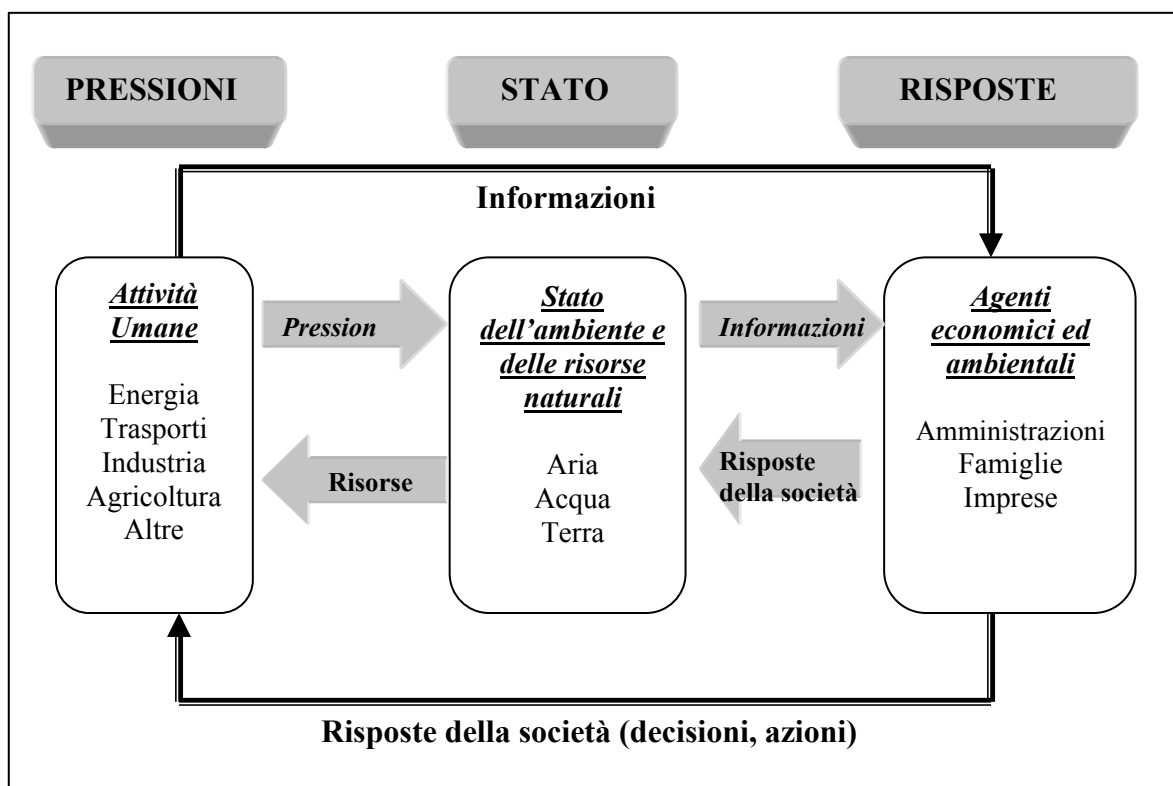 PRESSIONI
STATO
RISPOSTE
Informazioni
Attività
Umane
Energia
Trasporti
Industria
Agricoltura
Altre
Pression
Risorse
Stato
dell'ambiente e
delle risorse
naturali
Aria
Acqua
Terra
Informazioni
Risposte
della società
Agenti
economici ed
ambientali
Amministrazioni
Famiglie
Imprese
Risposte della società (decisioni, azioni)